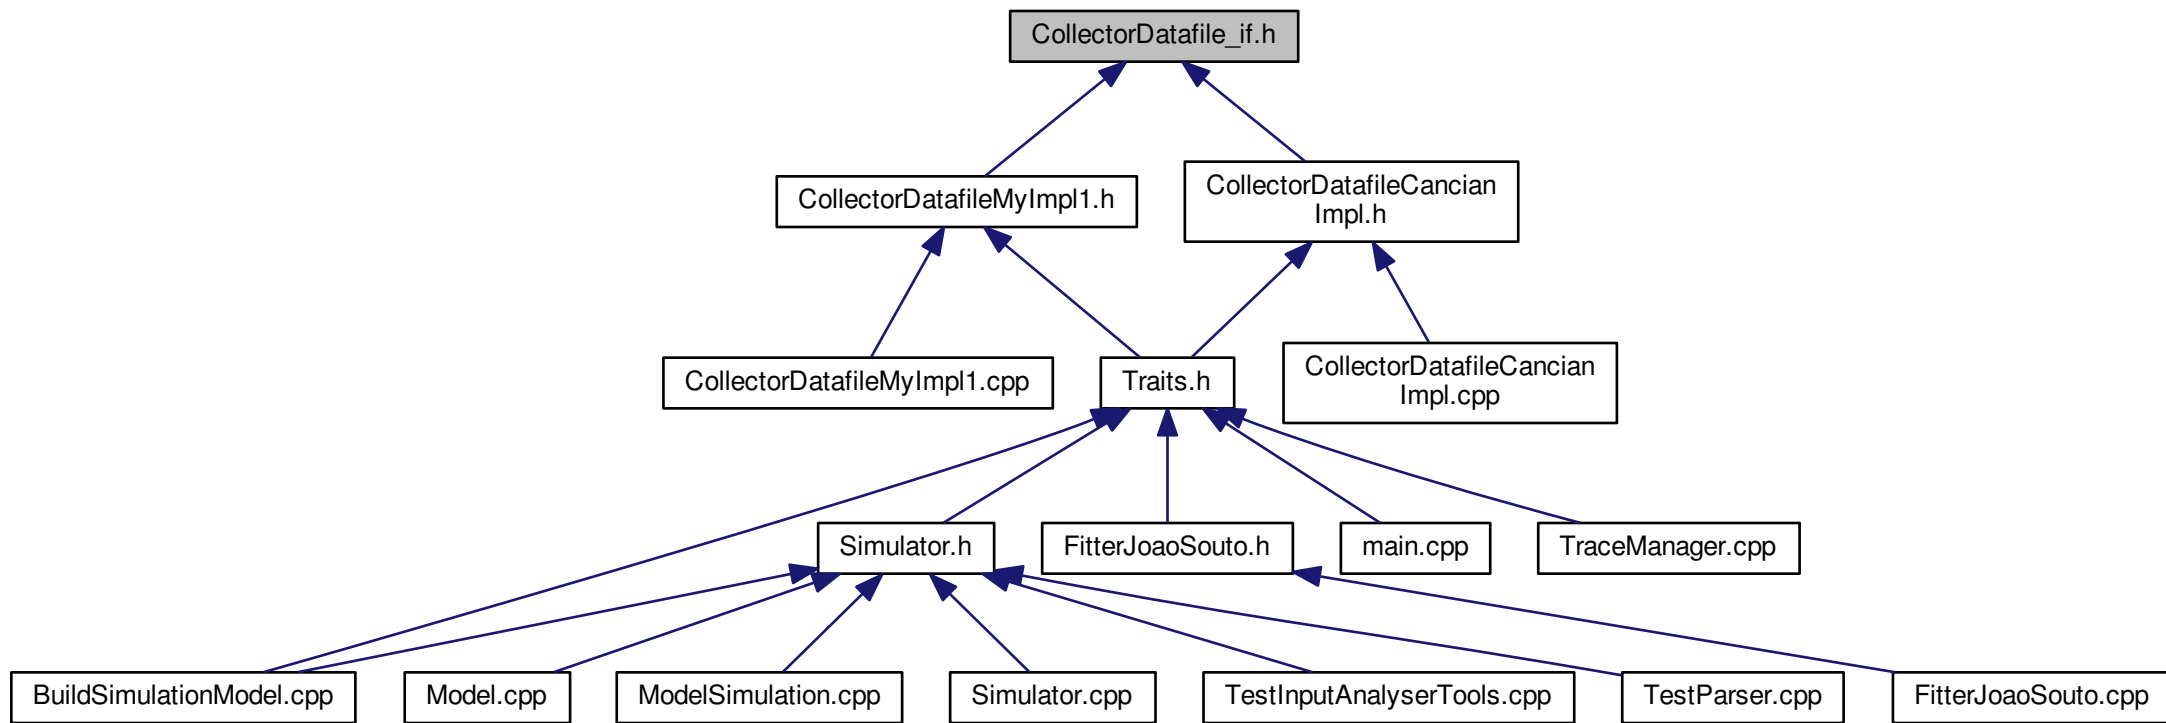 CollectorDatafile_if.h
CollectorDatafileMyImpl1.h
CollectorDatafileCancian
Impl.h
CollectorDatafileMyImpl1.cpp
Traits.h
CollectorDatafileCancian
Impl.cpp
Simulator.h
FitterJoaoSouto.h
main.cpp
TraceManager.cpp
BuildSimulationModel.cpp
Model.cpp
ModelSimulation.cpp
Simulator.cpp
TestInputAnalyserTools.cpp
TestParser.cpp
FitterJoaoSouto.cpp